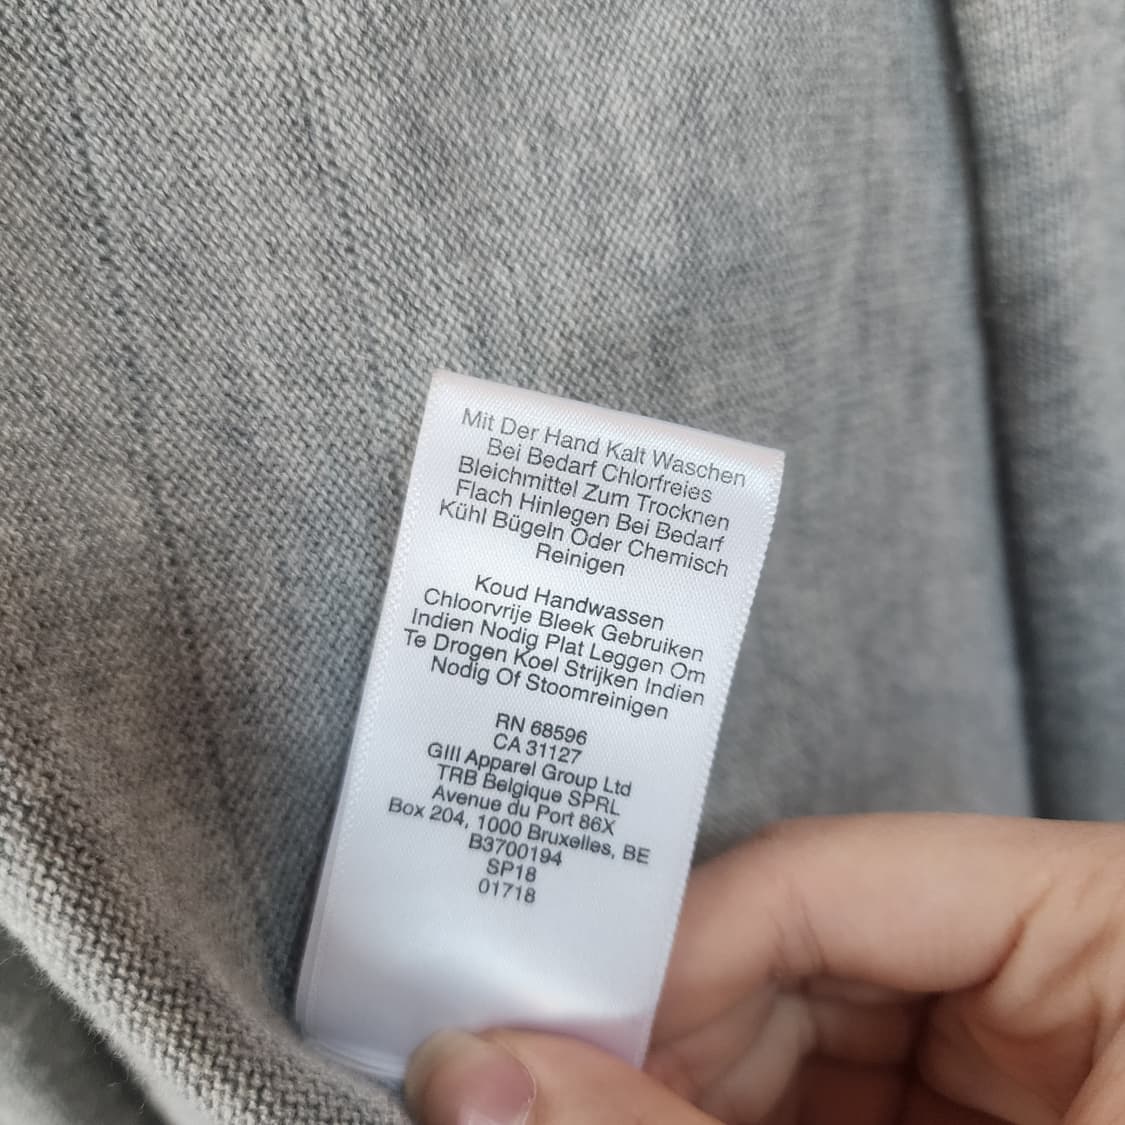 Mit Der Hand Kalt Waschen
Bei Bedarf Chlorfreies
Bleichmittel Zum Trocknen
Flach Hinlegen Bei Bedarf
Kühl Bügeln Oder Chemisch
Reinigen
Koud Handwassen
Chloorvrije Bleek Gebruiken
Indien Nodig Plat Leggen Om
Te Drogen Koel Strijken Indien
Nodig Of Stoomreinigen
RN 68596
CA 31127
GIII Apparel Group Ltd
TRB Belgique SPRL
Avenue du Port 86X
Box 204, 1000 Bruxelles, BE
B3700194
SP18
01718